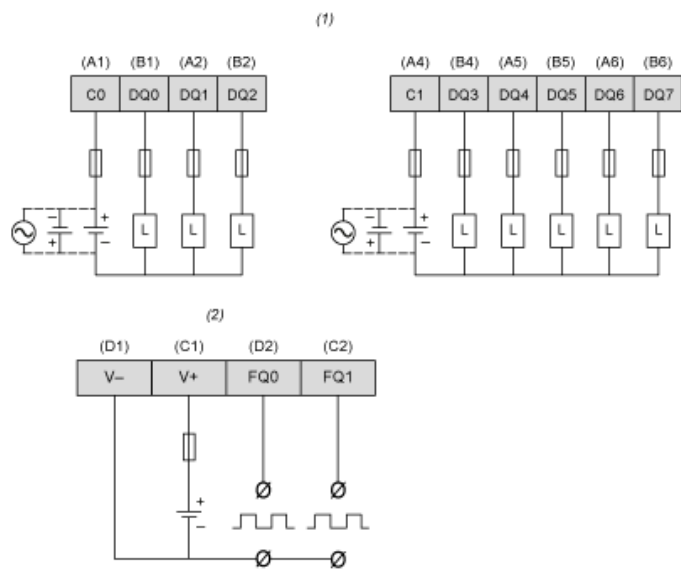 (1)
(A1) (B1) (A2) (B2)
C0 DQ0 DQ1 DQ2
+
−
+
−
L L L
(A4) (B4) (A5) (B5) (A6) (B6)
C1 DQ3 DQ4 DQ5 DQ6 DQ7
+
−
+
−
L L L L L
(2)
(D1) (C1) (D2) (C2)
V− V+ FQ0 FQ1
+
−